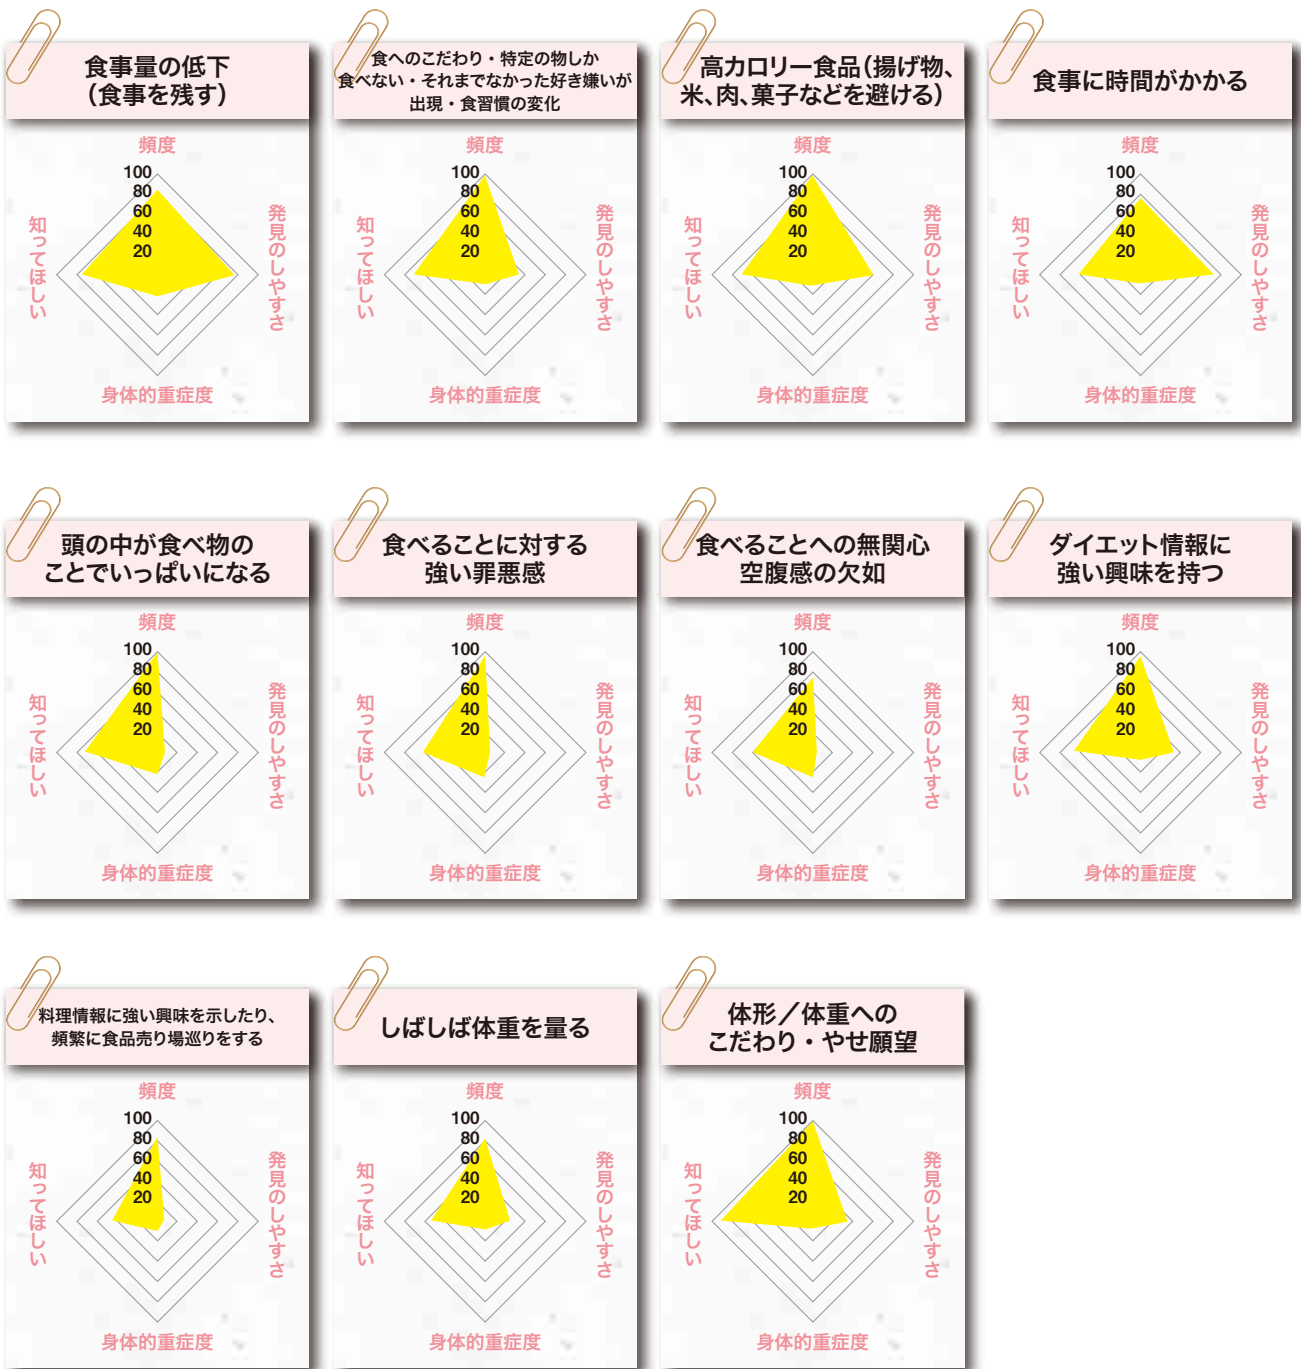 食事量の低下
（食事を残す）
頻度
100
80
60
40
20
知ってほしい
発見のしやすさ
身体的重症度
食へのこだわり・特定の物しか
食べない・それまでなかった好き嫌いが
出現・食習慣の変化
頻度
100
80
60
40
20
知ってほしい
発見のしやすさ
身体的重症度
高カロリー食品（揚げ物、
米、肉、菓子などを避ける）
頻度
100
80
60
40
20
知ってほしい
発見のしやすさ
身体的重症度
食事に時間がかかる
頻度
100
80
60
40
20
知ってほしい
発見のしやすさ
身体的重症度
頭の中が食べ物の
ことでいっぱいになる
頻度
100
80
60
40
20
知ってほしい
発見のしやすさ
身体的重症度
食べることに対する
強い罪悪感
頻度
100
80
60
40
20
知ってほしい
発見のしやすさ
身体的重症度
食べることへの無関心
空腹感の欠如
頻度
100
80
60
40
20
知ってほしい
発見のしやすさ
身体的重症度
ダイエット情報に
強い興味を持つ
頻度
100
80
60
40
20
知ってほしい
発見のしやすさ
身体的重症度
料理情報に強い興味を示したり、
頻繁に食品売り場巡りをする
頻度
100
80
60
40
20
知ってほしい
発見のしやすさ
身体的重症度
しばしば体重を量る
頻度
100
80
60
40
20
知ってほしい
発見のしやすさ
身体的重症度
体形／体重への
こだわり・やせ願望
頻度
100
80
60
40
20
知ってほしい
発見のしやすさ
身体的重症度